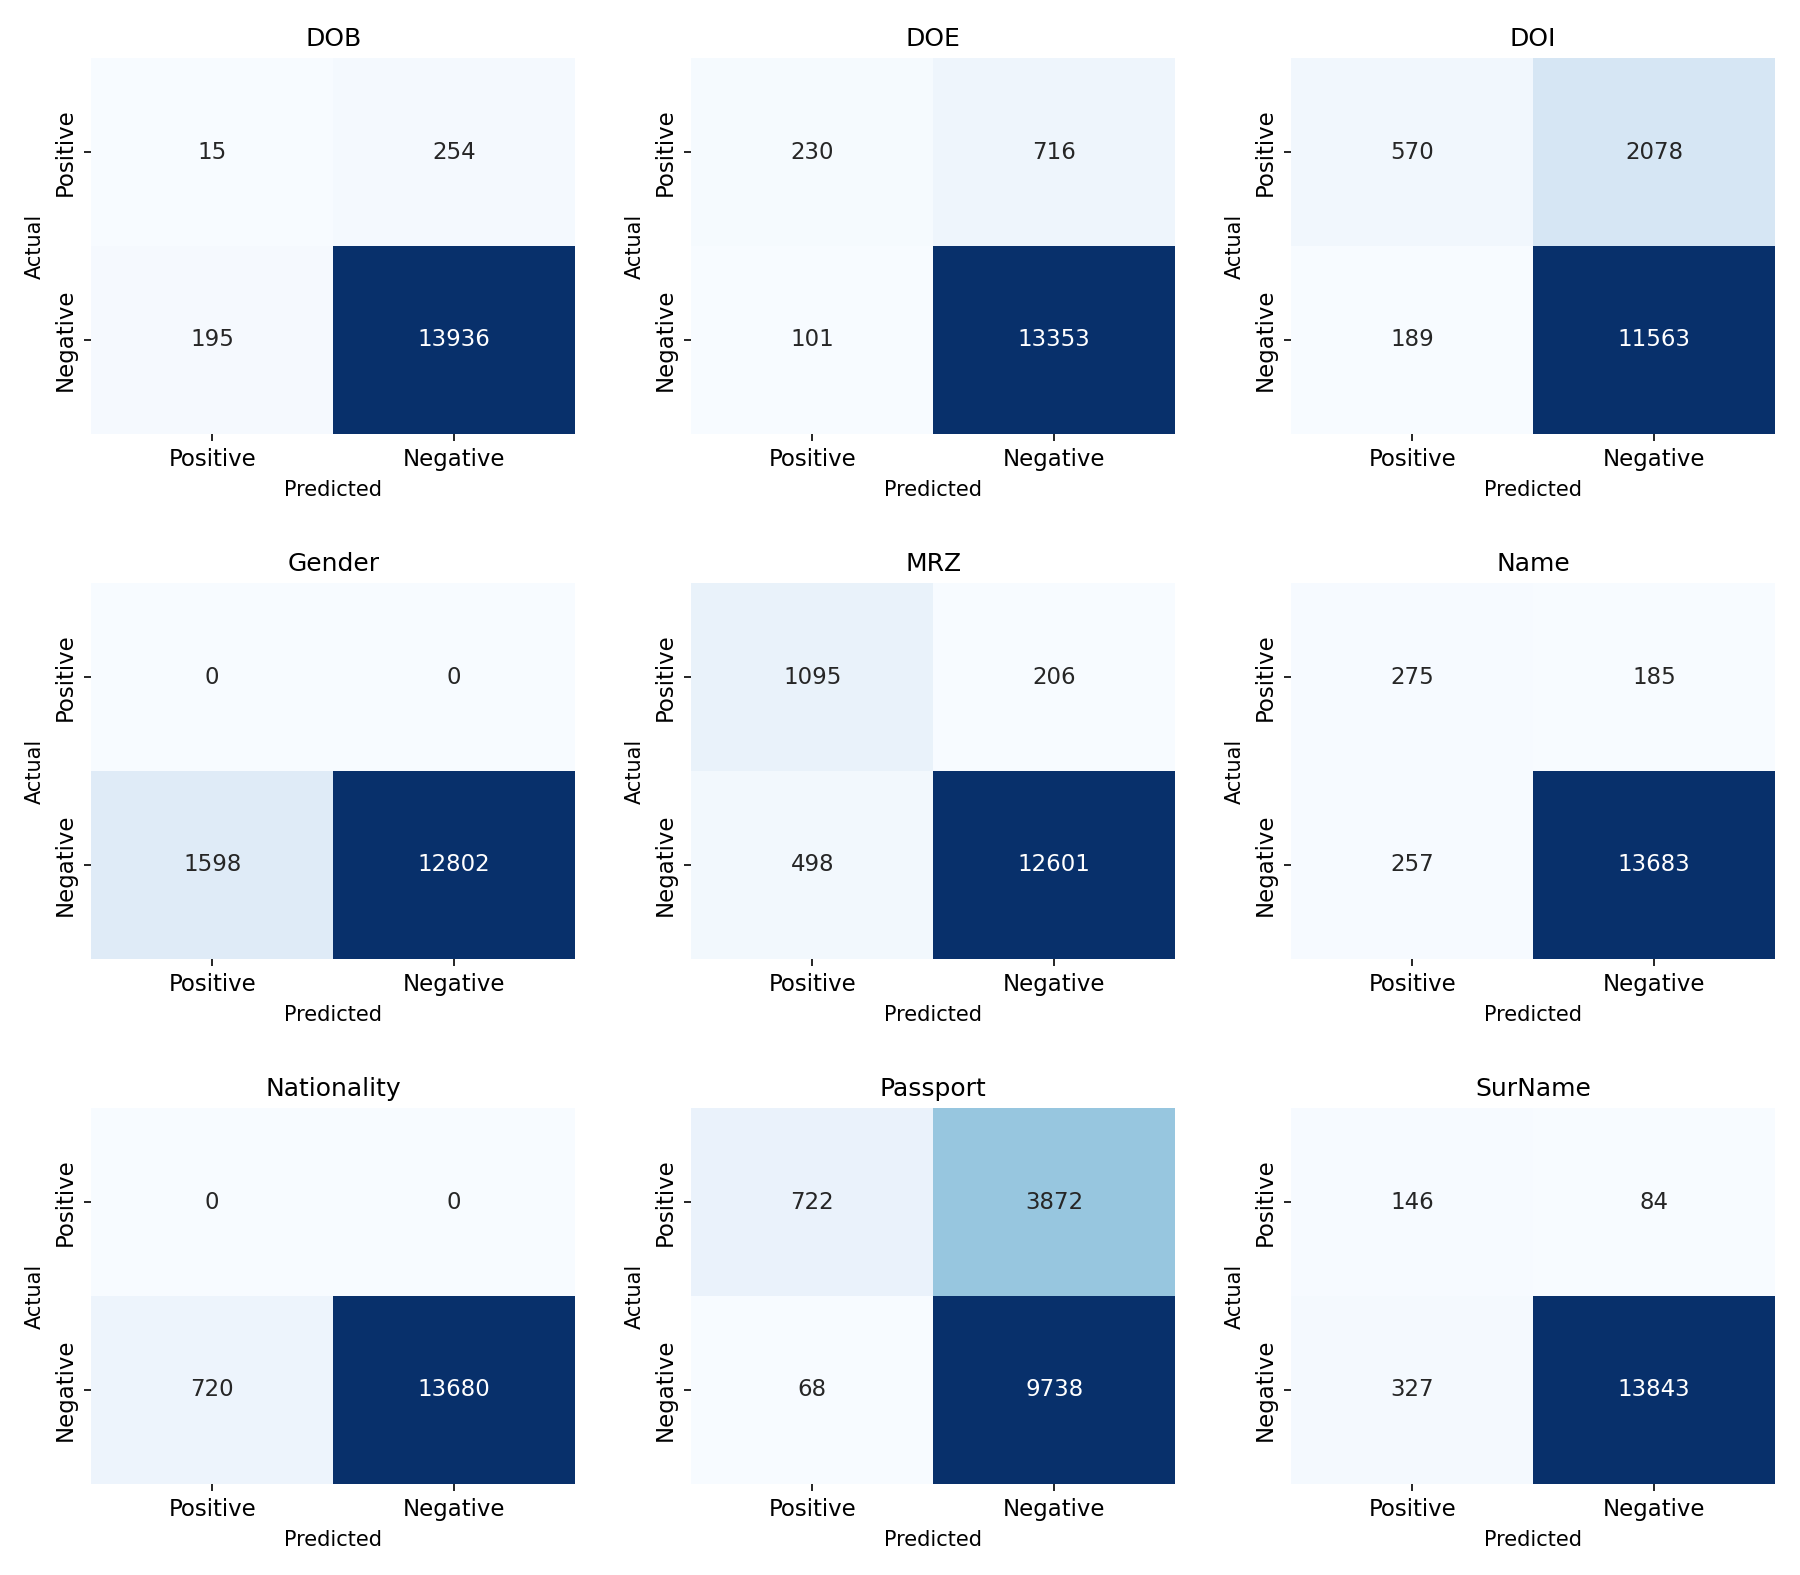 DOB
DOE
DOI
Actual
Positive
15
254
Negative
195
13936
Positive
Negative
Predicted
Actual
Positive
230
716
Negative
101
13353
Positive
Negative
Predicted
Actual
Positive
570
2078
Negative
189
11563
Positive
Negative
Predicted
Gender
MRZ
Name
Actual
Positive
0
0
Negative
1598
12802
Positive
Negative
Predicted
Actual
Positive
1095
206
Negative
498
12601
Positive
Negative
Predicted
Actual
Positive
275
185
Negative
257
13683
Positive
Negative
Predicted
Nationality
Passport
SurName
Actual
Positive
0
0
Negative
720
13680
Positive
Negative
Predicted
Actual
Positive
722
3872
Negative
68
9738
Positive
Negative
Predicted
Actual
Positive
146
84
Negative
327
13843
Positive
Negative
Predicted